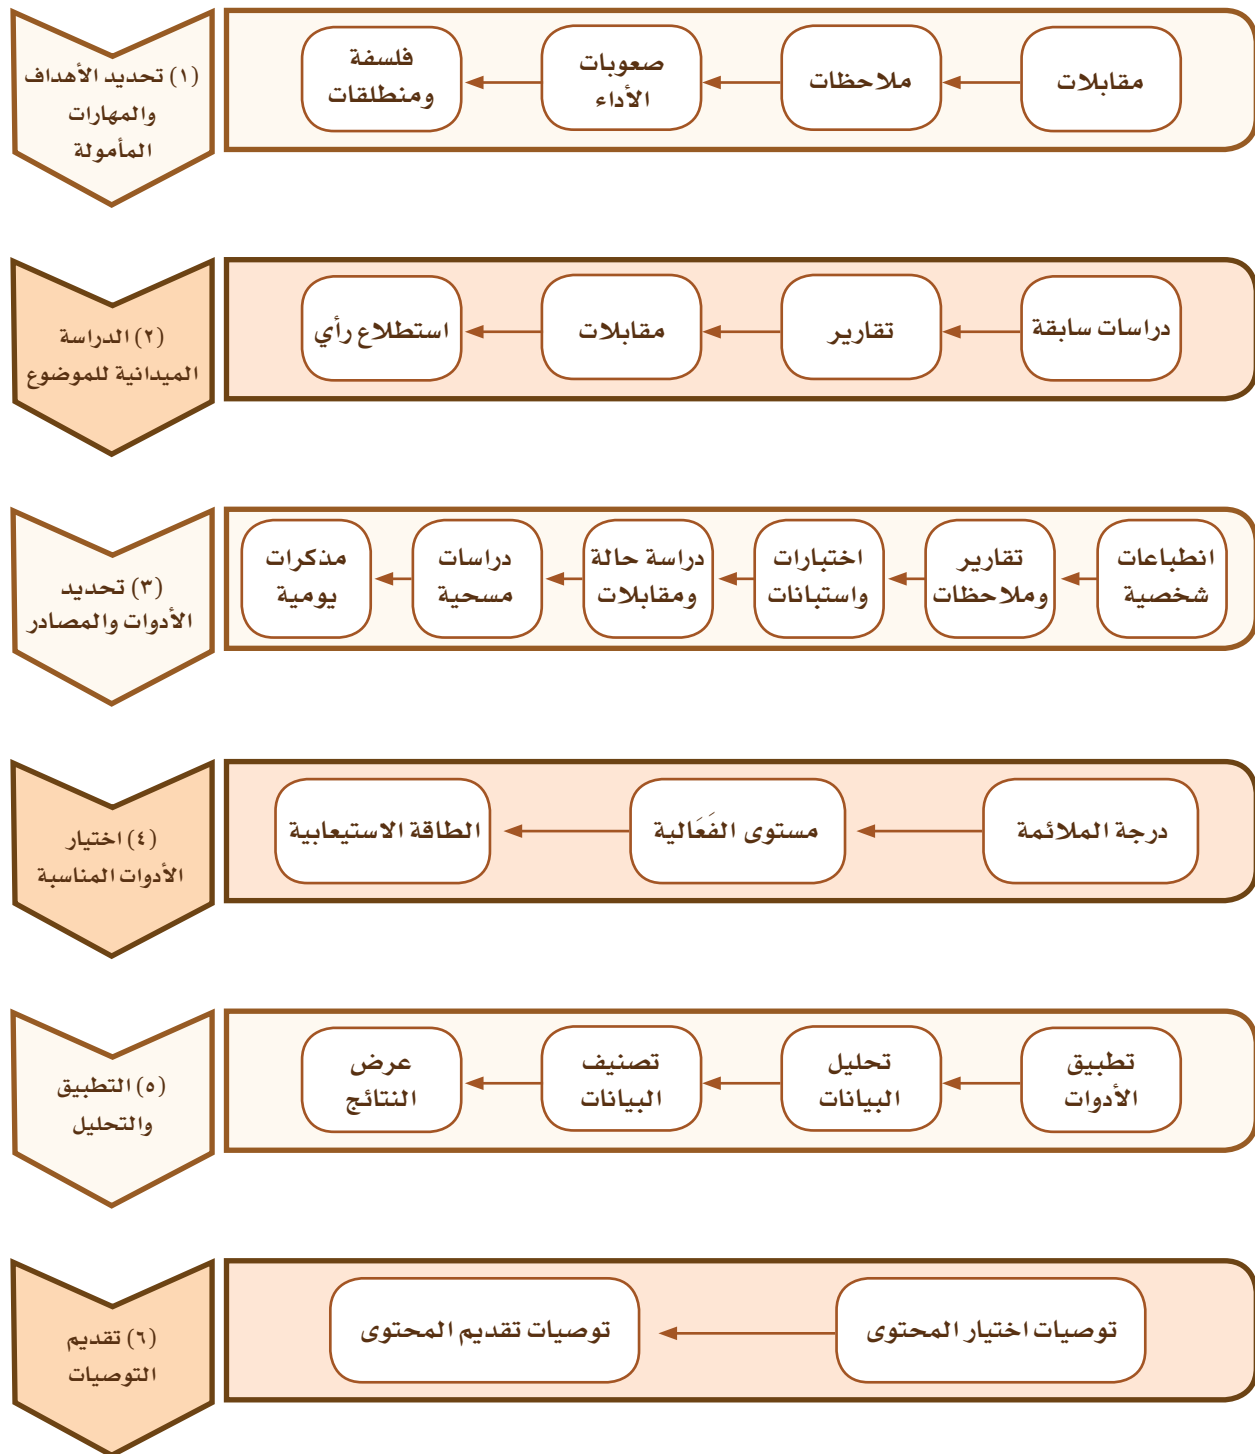 (١) تحديد الأهداف
والمهارات
المأمولة
مقابلات
ملاحظات
صعوبات
الأداء
فلسفة
ومنطلقات
(٢) الدراسة
الميدانية للموضوع
دراسات سابقة
تقارير
مقابلات
استطلاع رأي
(٣) تحديد
الأدوات والمصادر
انطباعات
شخصية
تقارير
وملاحظات
اختبارات
واستبانات
دراسة حالة
ومقابلات
دراسات
مسحية
مذكرات
يومية
(٤) اختيار
الأدوات المناسبة
درجة الملائمة
مستوى الفَعَالية
الطاقة الاستيعابية
(٥) التطبيق
والتحليل
تطبيق
الأدوات
تحليل
البيانات
تصنيف
البيانات
عرض
النتائج
(٦) تقديم
التوصيات
توصيات اختيار المحتوى
توصيات تقديم المحتوى